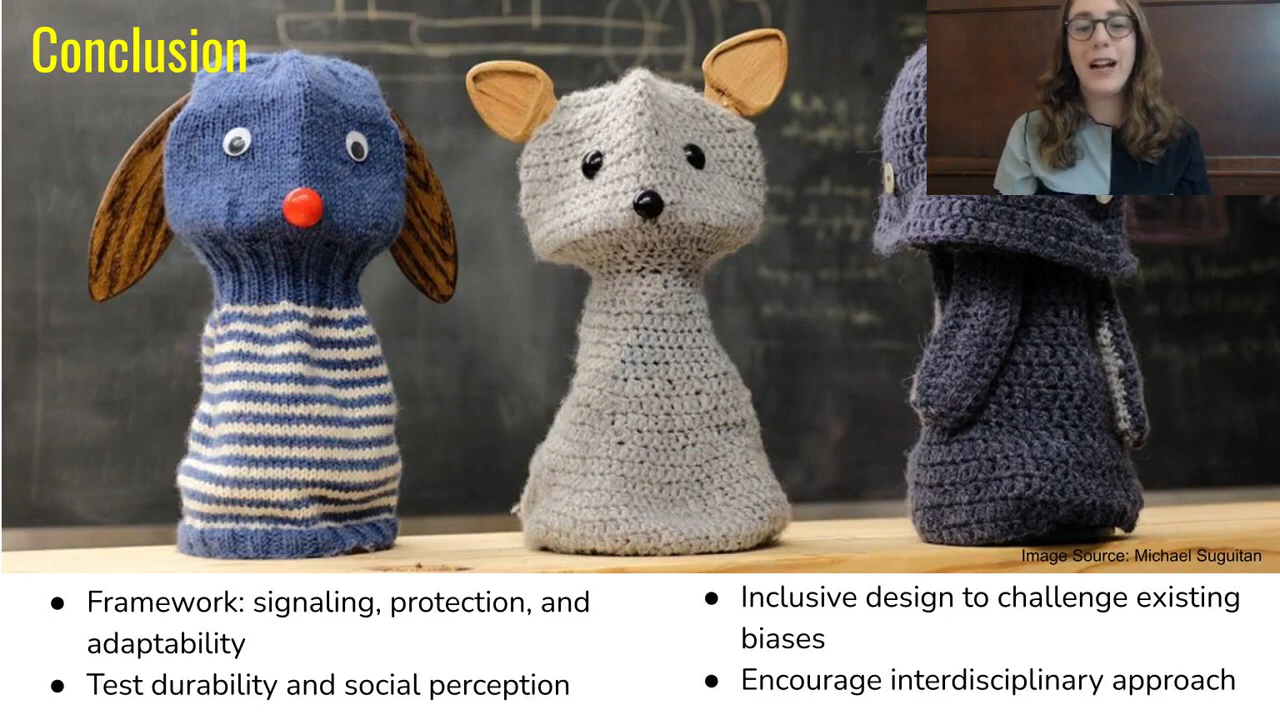 Conclusion
Image Source: Michael Suguitan
● Framework: signaling, protection, and
adaptability
● Test durability and social perception
● Inclusive design to challenge existing
biases
● Encourage interdisciplinary approach